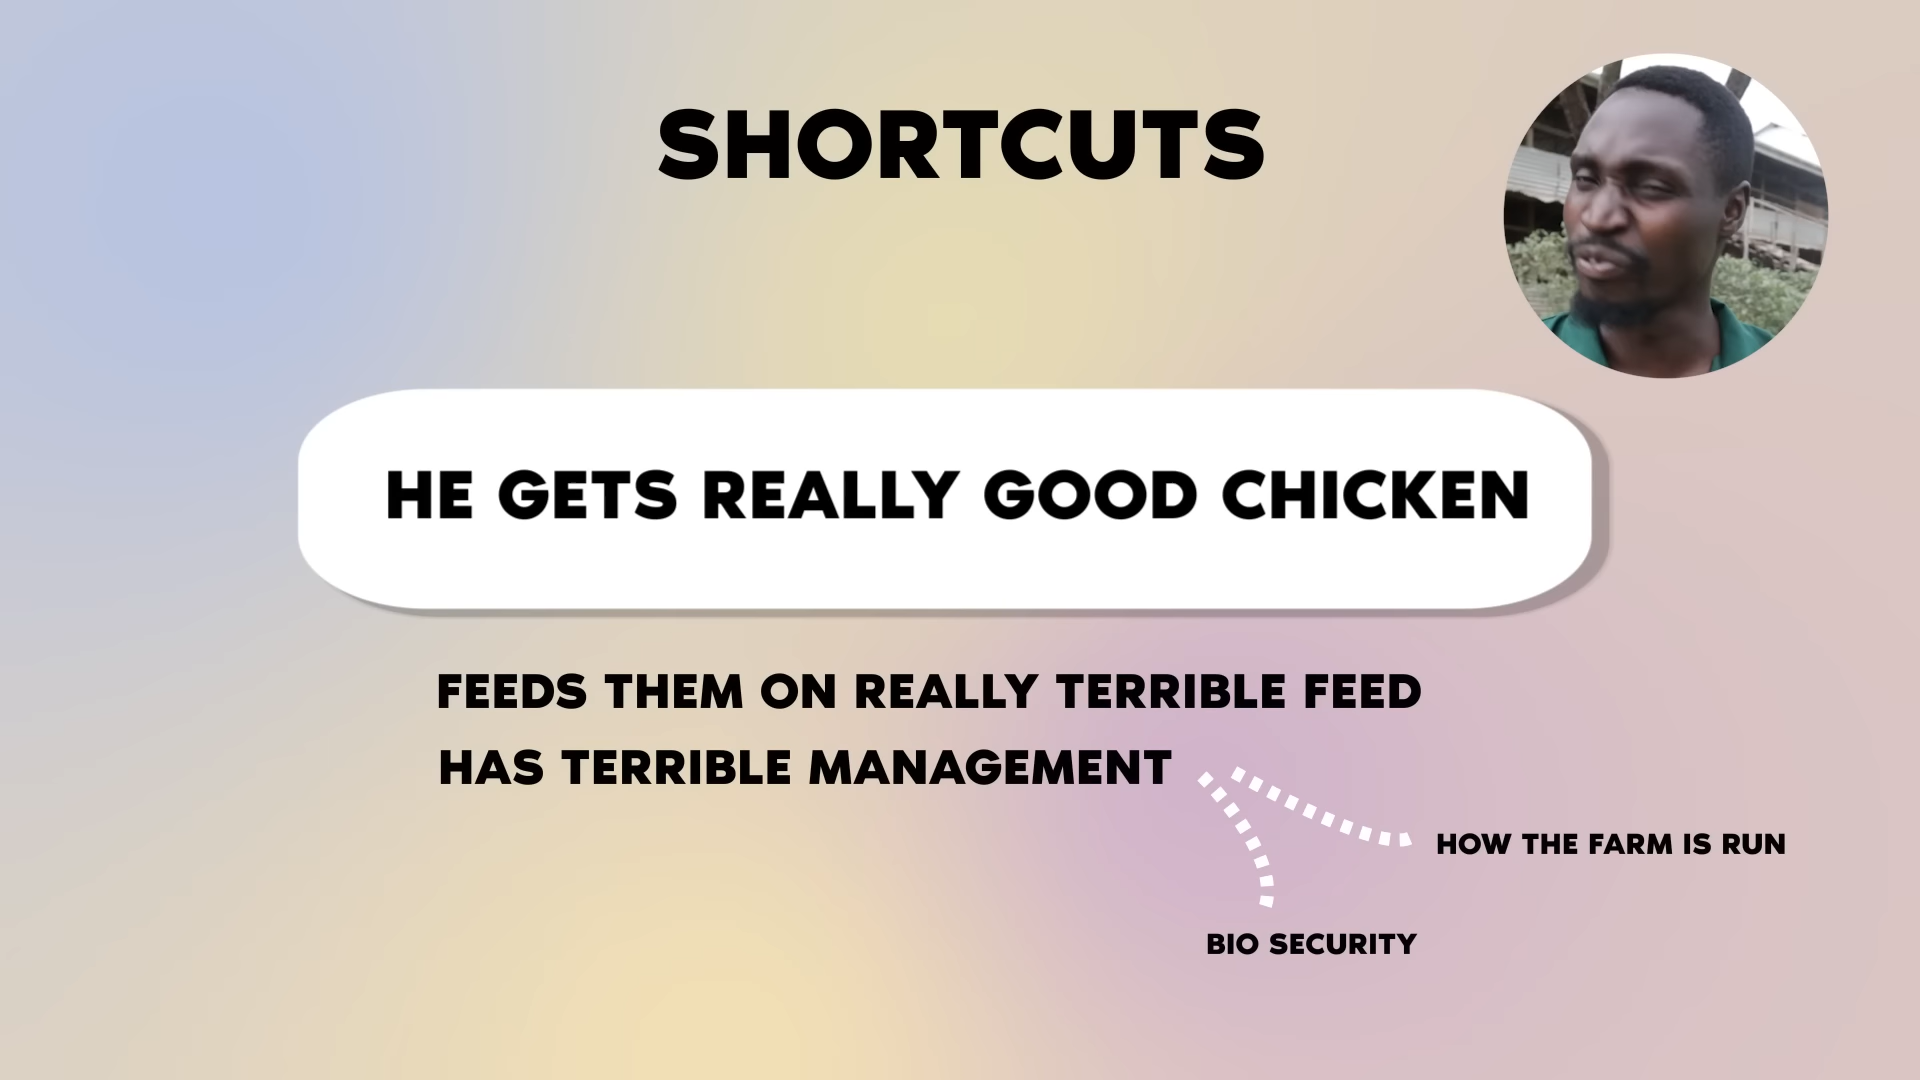 SHORTCUTS
HE GETS REALLY GOOD CHICKEN
FEEDS THEM ON REALLY TERRIBLE FEED
HAS TERRIBLE MANAGEMENT
HOW THE FARM IS RUN
BIO SECURITY